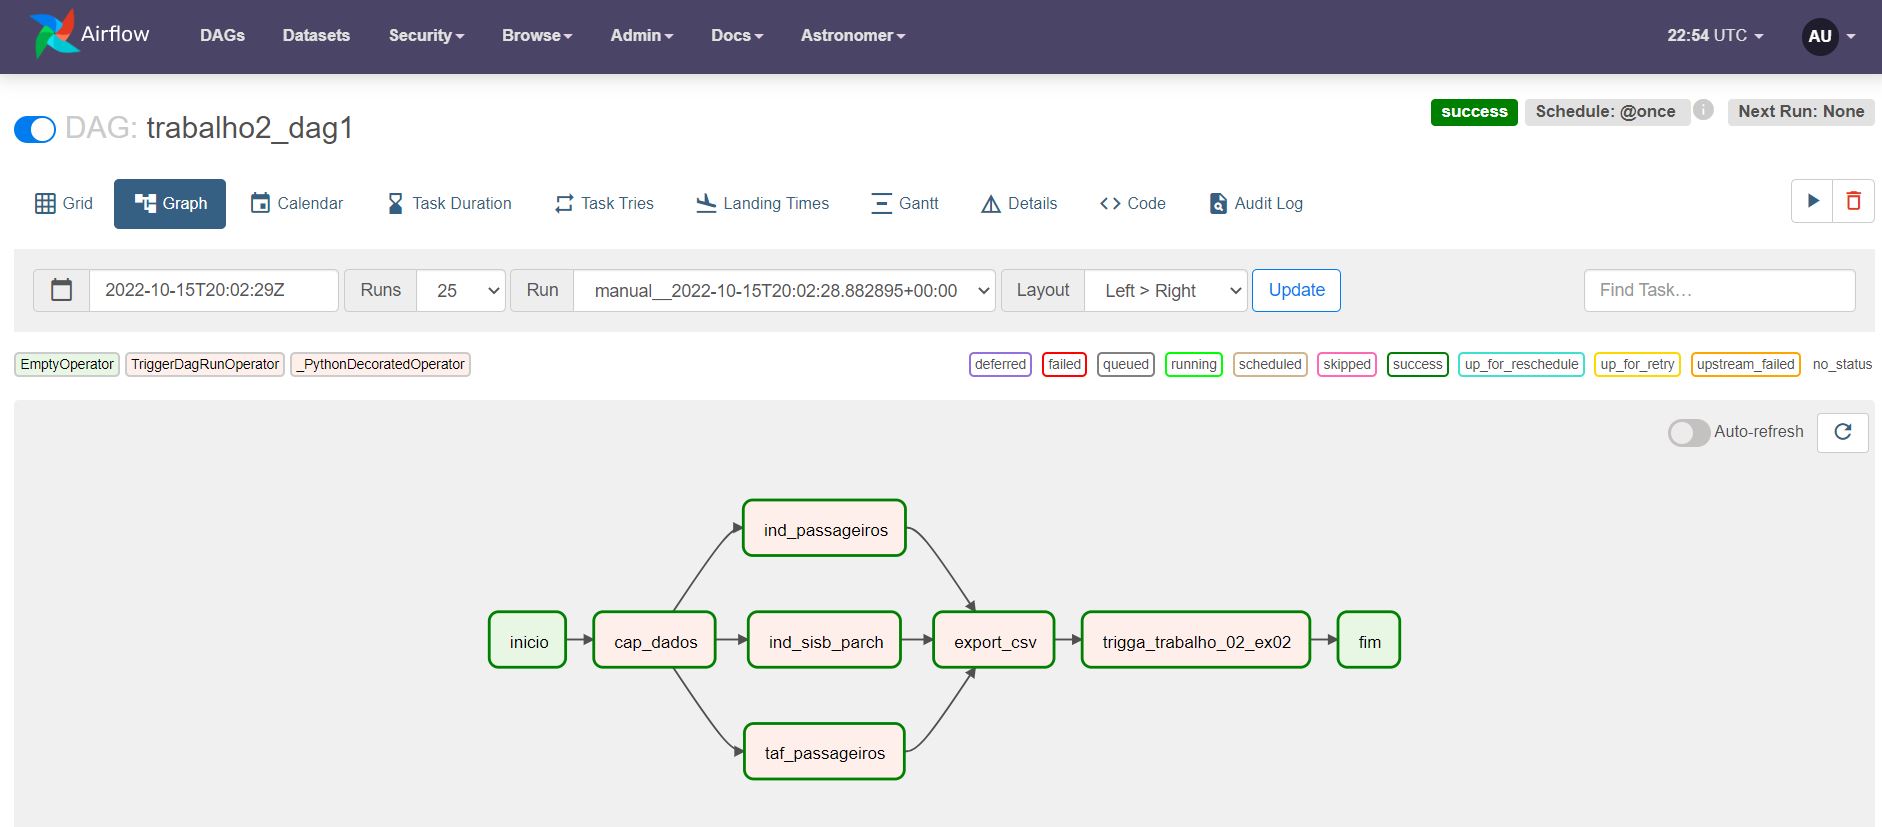 Airflow DAGs Datasets Security Browse Admin Docs Astronomer 22:54 UTC AU
success Schedule: @once i Next Run: None
DAG: trabalho2_dag1
Grid Graph Calendar Task Duration Task Tries Landing Times Gantt Details <> Code Audit Log
2022-10-15T20:02:29Z Runs 25 Run manual__2022-10-15T20:02:28.882895+00:00 Layout Left > Right Update Find Task…
EmptyOperator TriggerDagRunOperator _PythonDecoratedOperator deferred failed queued running scheduled skipped success up_for_reschedule up_for_retry upstream_failed no_status
Auto-refresh
ind_passageiros
inicio cap_dados ind_sisb_parch export_csv trigga_trabalho_02_ex02 fim
taf_passageiros